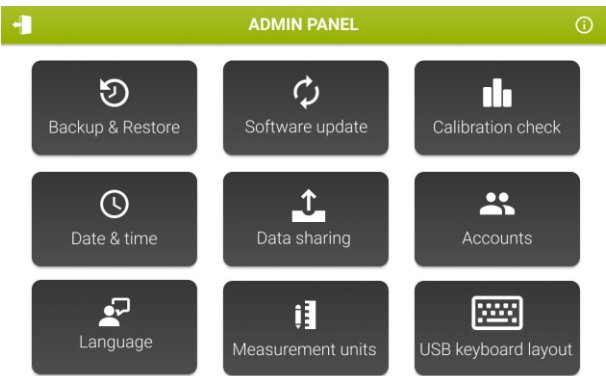 ADMIN PANEL
Backup & Restore
Software update
Calibration check
Date & time
Data sharing
Accounts
Language
Measurement units
USB keyboard layout